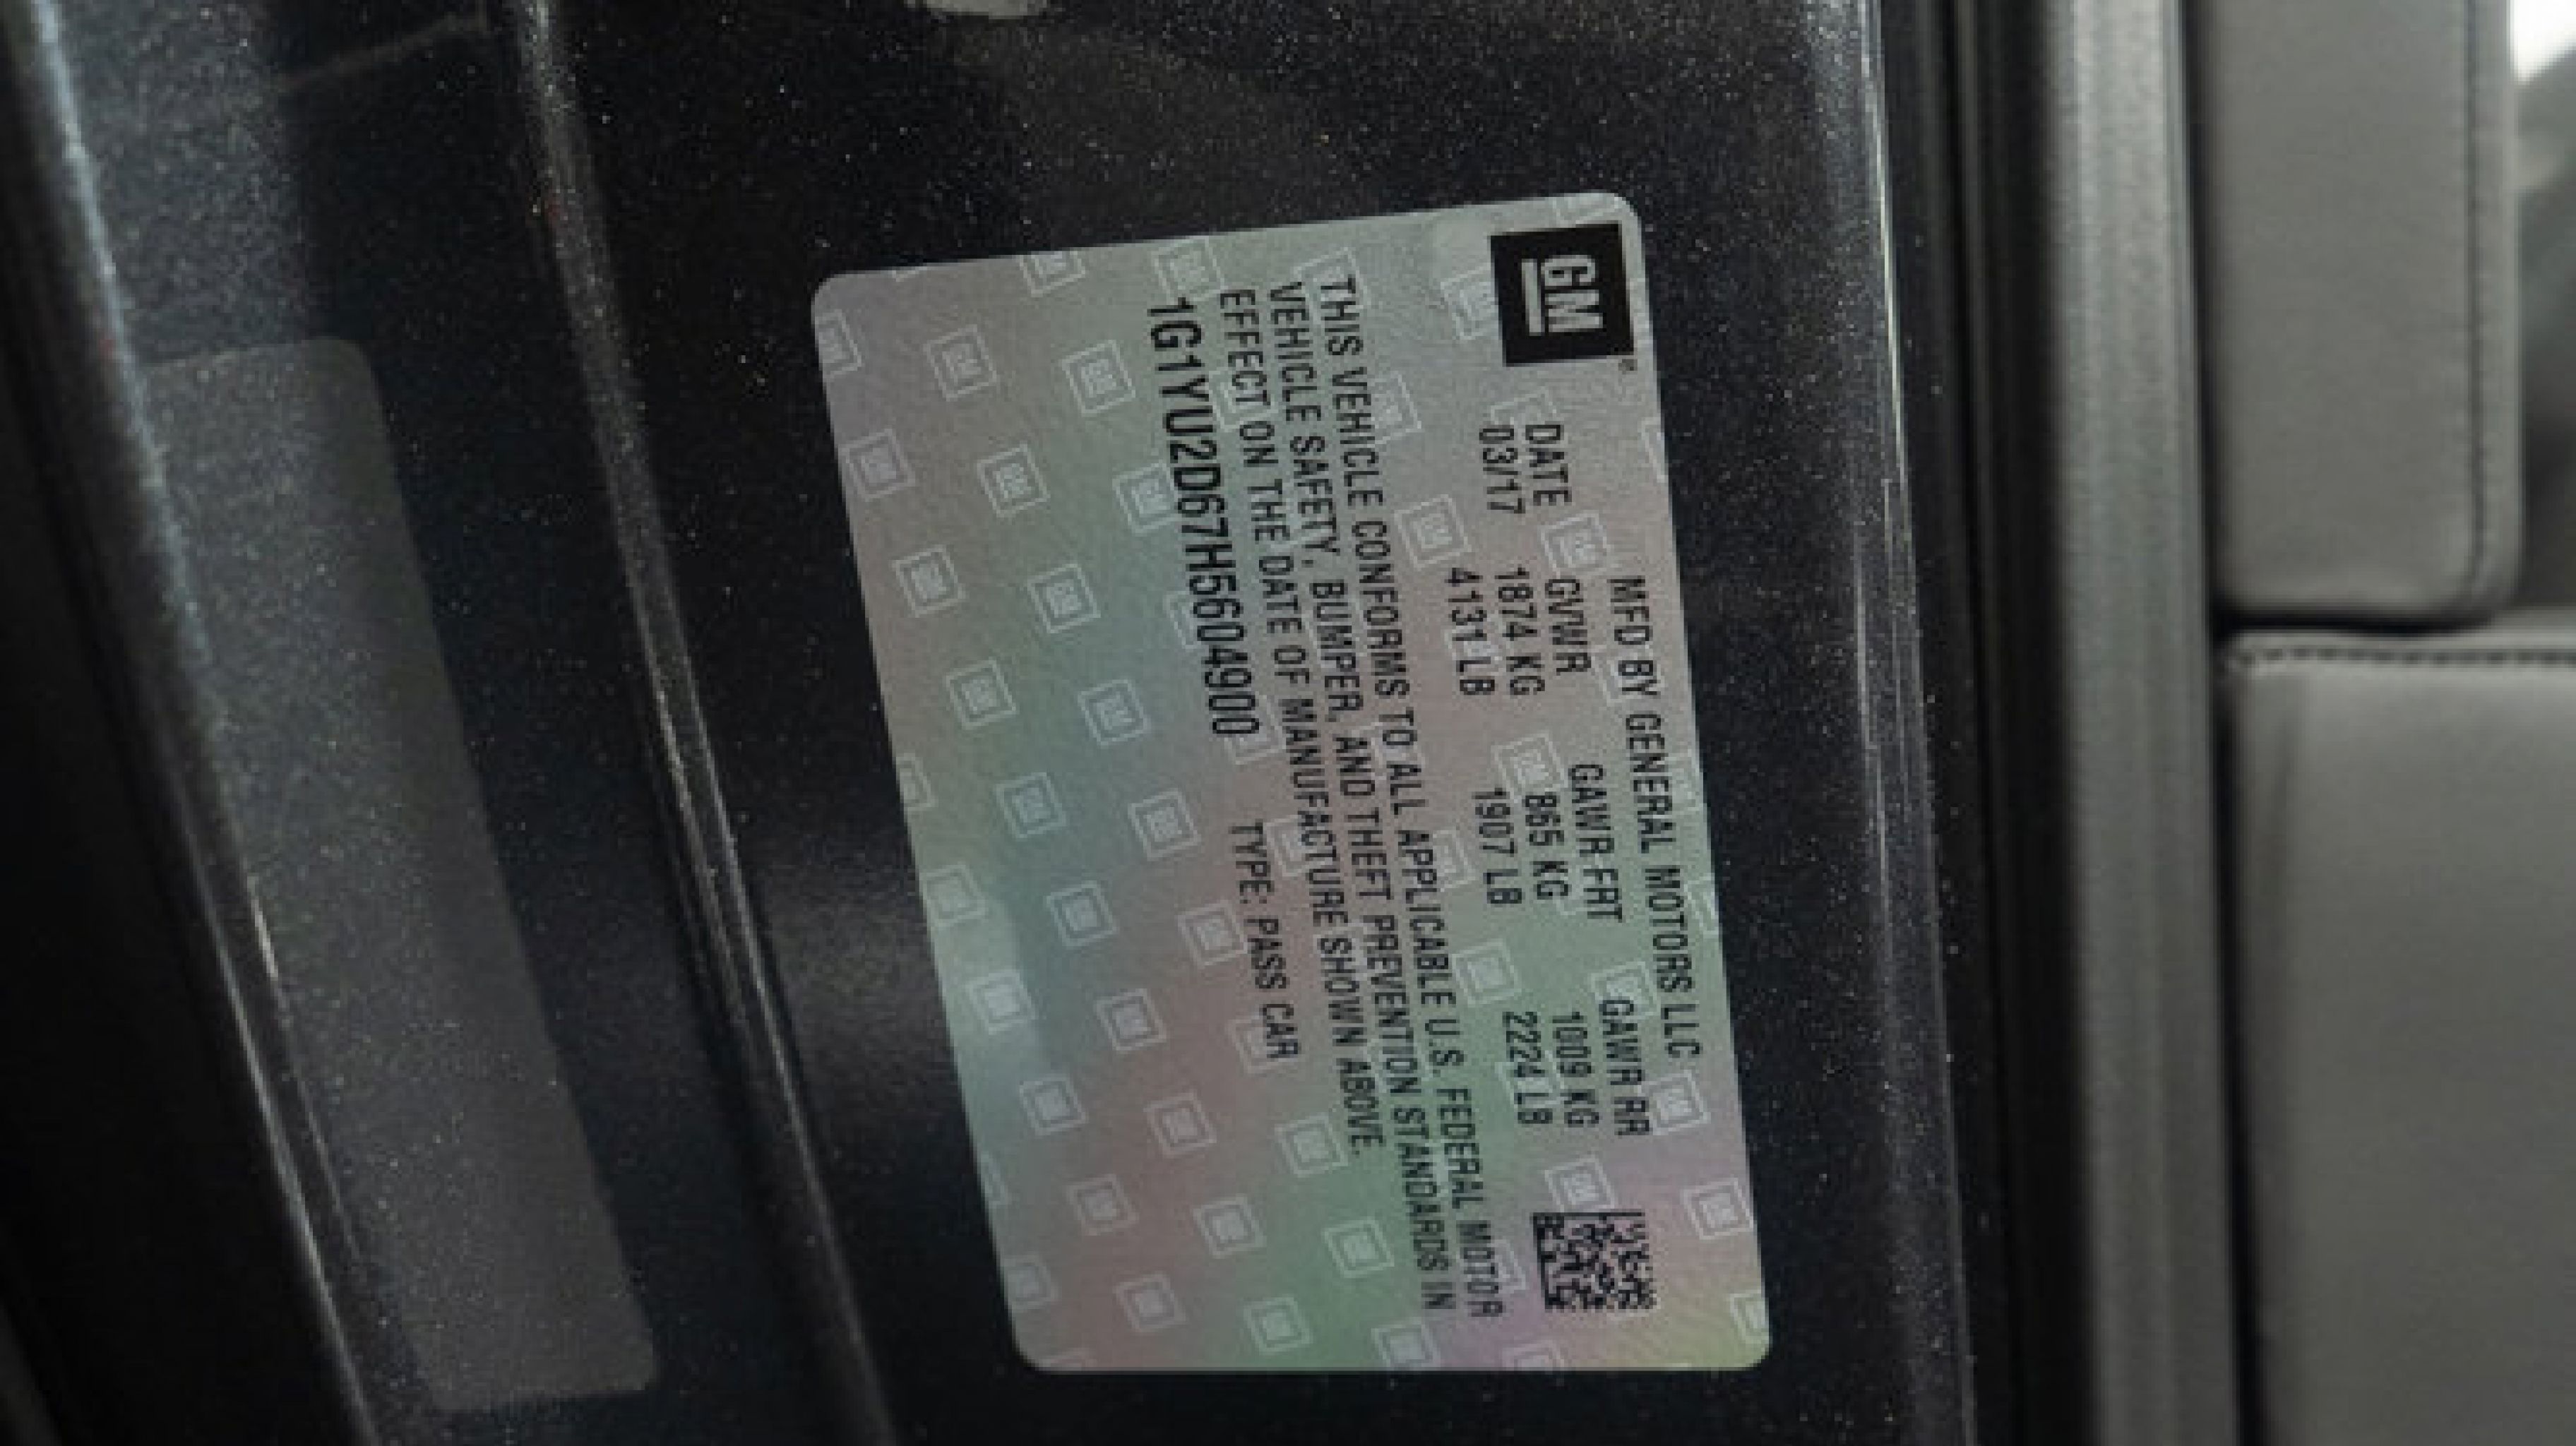 GM
MFD BY GENERAL MOTORS LLC
DATE GVWR GAWR FRT GAWR RR
03/17 1874 KG 865 KG 1009 KG
4131 LB 1907 LB 2224 LB
THIS VEHICLE CONFORMS TO ALL APPLICABLE U.S. FEDERAL MOTOR
VEHICLE SAFETY, BUMPER, AND THEFT PREVENTION STANDARDS IN
EFFECT ON THE DATE OF MANUFACTURE SHOWN ABOVE.
1G1YU2D67H5604900 TYPE: PASS CAR